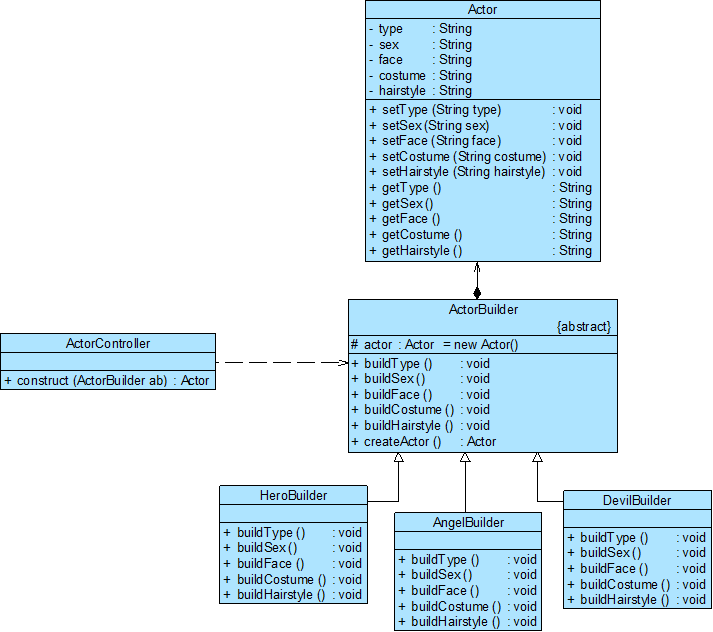 Actor
- type : String
- sex : String
- face : String
- costume : String
- hairstyle : String
+ setType (String type) : void
+ setSex (String sex) : void
+ setFace (String face) : void
+ setCostume (String costume) : void
+ setHairstyle (String hairstyle) : void
+ getType () : String
+ getSex () : String
+ getFace () : String
+ getCostume () : String
+ getHairstyle () : String
ActorBuilder
{abstract}
# actor : Actor = new Actor()
+ buildType () : void
+ buildSex () : void
+ buildFace () : void
+ buildCostume () : void
+ buildHairstyle () : void
+ createActor () : Actor
ActorController
+ construct (ActorBuilder ab) : Actor
HeroBuilder
+ buildType () : void
+ buildSex () : void
+ buildFace () : void
+ buildCostume () : void
+ buildHairstyle () : void
AngelBuilder
+ buildType () : void
+ buildSex () : void
+ buildFace () : void
+ buildCostume () : void
+ buildHairstyle () : void
DevilBuilder
+ buildType () : void
+ buildSex () : void
+ buildFace () : void
+ buildCostume () : void
+ buildHairstyle () : void